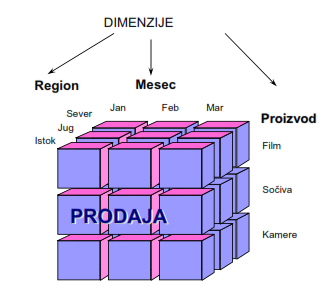 DIMENZIJE
Region
Mesec
Proizvod
Sever
Jug
Istok
Jan
Feb
Mar
Film
Sočiva
Kamere
PRODAJA